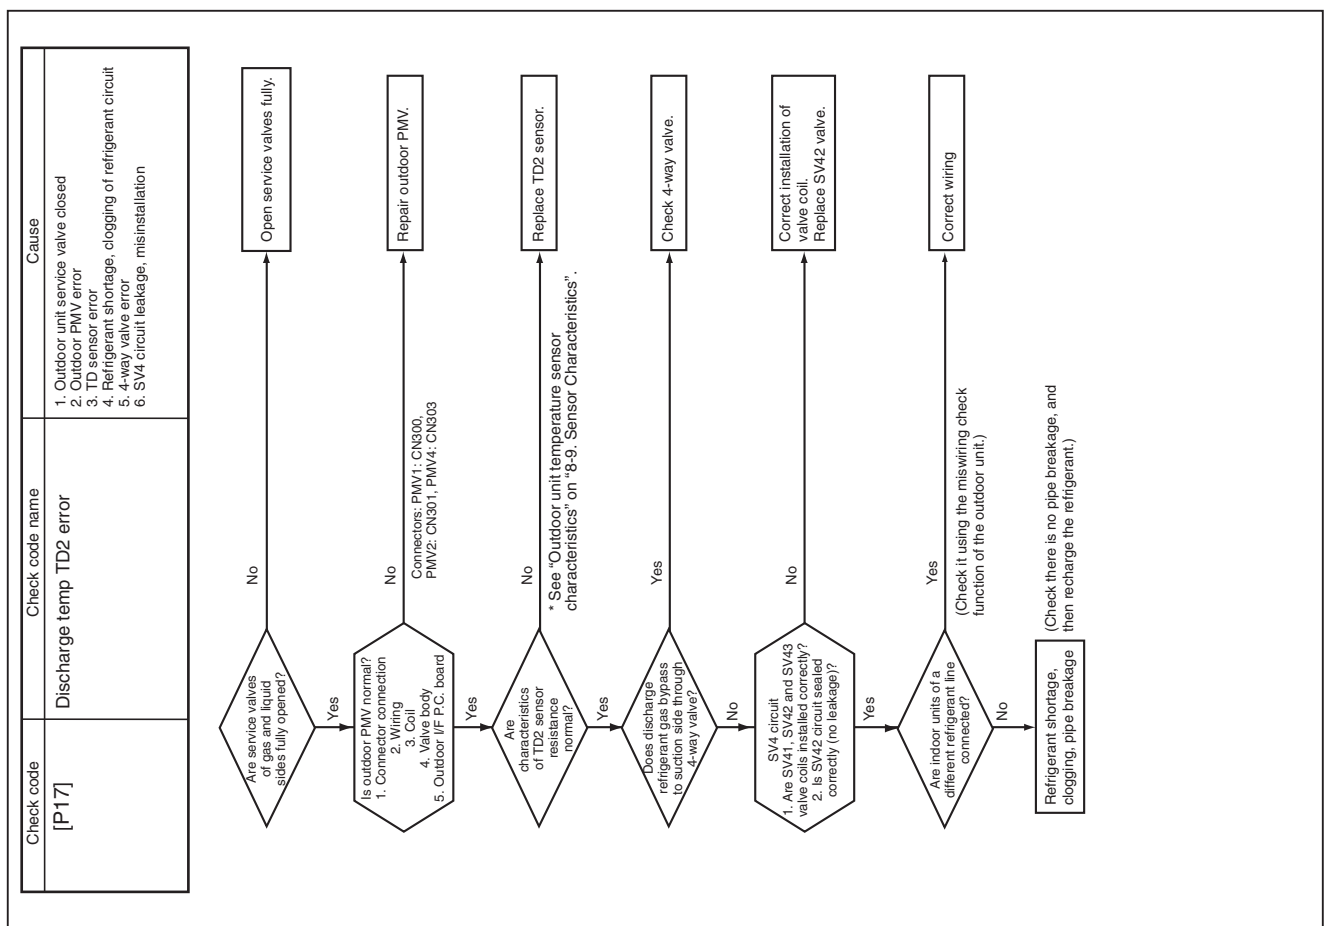 Check code
Check code name
Cause
[P17]
Discharge temp TD2 error
1. Outdoor unit service valve closed
2. Outdoor PMV error
3. TD sensor error
4. Refrigerant shortage, clogging of refrigerant circuit
5. 4-way valve error
6. SV4 circuit leakage, misinstallation
Are service valves
of gas and liquid
sides fully opened?
No
Open service valves fully.
Yes
Is outdoor PMV normal?
1. Connector connection
2. Wiring
3. Coil
4. Valve body
5. Outdoor I/F P.C. board
No
Repair outdoor PMV.
Connectors: PMV1: CN300,
PMV2: CN301, PMV4: CN303
Yes
Are
characteristics
of TD2 sensor
resistance
normal?
No
Replace TD2 sensor.
* See “Outdoor unit temperature sensor
characteristics” on “8-9. Sensor Characteristics”.
Yes
Does discharge
refrigerant gas bypass
to suction side through
4-way valve?
Yes
Check 4-way valve.
No
SV4 circuit
1. Are SV41, SV42 and SV43
valve coils installed correctly?
2. Is SV42 circuit sealed
correctly (no leakage)?
No
Correct installation of
valve coil.
Replace SV42 valve.
Yes
Are indoor units of a
different refrigerant line
connected?
Yes
Correct wiring
(Check it using the miswiring check
function of the outdoor unit.)
No
Refrigerant shortage,
clogging, pipe breakage
(Check there is no pipe breakage, and
then recharge the refrigerant.)